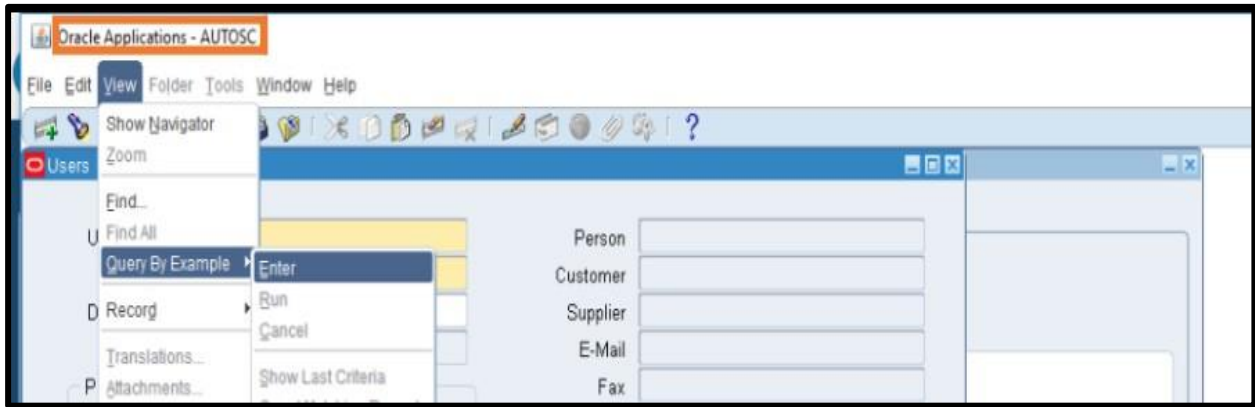 Oracle Applications - AUTOSC
File Edit View Folder Tools Window Help
Show Navigator
?
Zoom
Users
Find...
U
Find All
Person
Query By Example
Enter
Customer
D
Record
Run
Supplier
Cancel
E-Mail
Translations...
P
Attachments...
Show Last Criteria
Fax